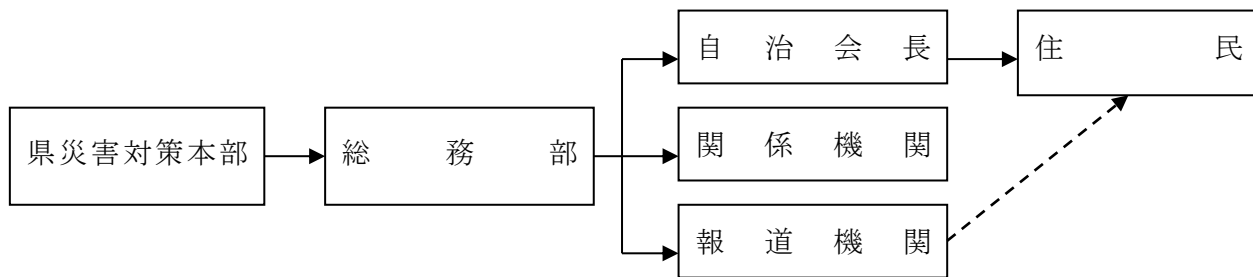 自治会長
住民
県災害対策本部
総務部
関係機関
報道機関